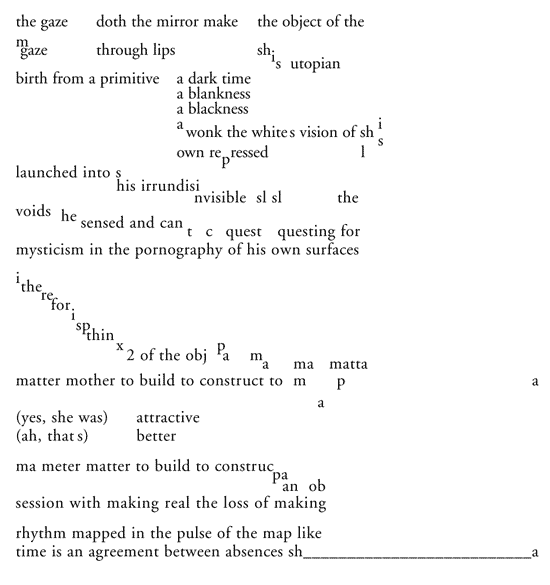 the gaze doth the mirror make the object of the
m
gaze through lips sh
is utopian
birth from a primitive a dark time
a blankness
a blackness
a wonk the whites vision of sh i
s
own repressed l
launched into s
his irrundisi
nvisible sl sl the
voids he sensed and can
t c quest questing for
mysticism in the pornography of his own surfaces
i
the
re
for
i
sp
thin
x
2 of the obj pa ma
ma matta
matter mother to build to construct to m p a
a
(yes, she was) attractive
(ah, thats) better
ma meter matter to build to construc
pa
an ob
session with making real the loss of making
rhythm mapped in the pulse of the map like
time is an agreement between absences sh___________________________a